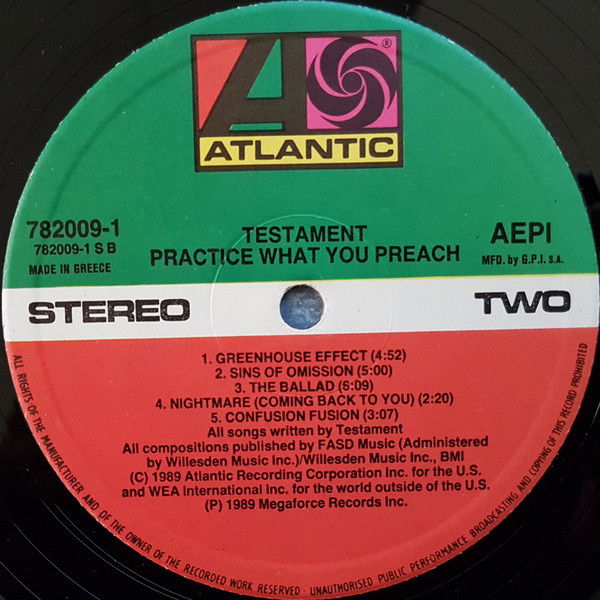 ®
ATLANTIC
782009-1
782009-1 S B
MADE IN GREECE
TESTAMENT
PRACTICE WHAT YOU PREACH
AEPI
MFD. by G.P.I. S.A.
STEREO
TWO
1. GREENHOUSE EFFECT (4:52)
2. SINS OF OMISSION (5:00)
3. THE BALLAD (6:09)
4. NIGHTMARE (COMING BACK TO YOU) (2:20)
5. CONFUSION FUSION (3:07)
All songs written by Testament
All compositions published by FASD Music (Administered
by Willesden Music Inc.)/Willesden Music Inc., BMI
(C) 1989 Atlantic Recording Corporation Inc. for the U.S.
and WEA International Inc. for the world outside of the U.S.
(P) 1989 Megaforce Records Inc.
ALL RIGHTS OF THE MANUFACTURER AND OF THE OWNER OF THE RECORDED WORK RESERVED · UNAUTHORISED PUBLIC PERFORMANCE BROADCASTING AND COPYING OF THIS RECORD PROHIBITED